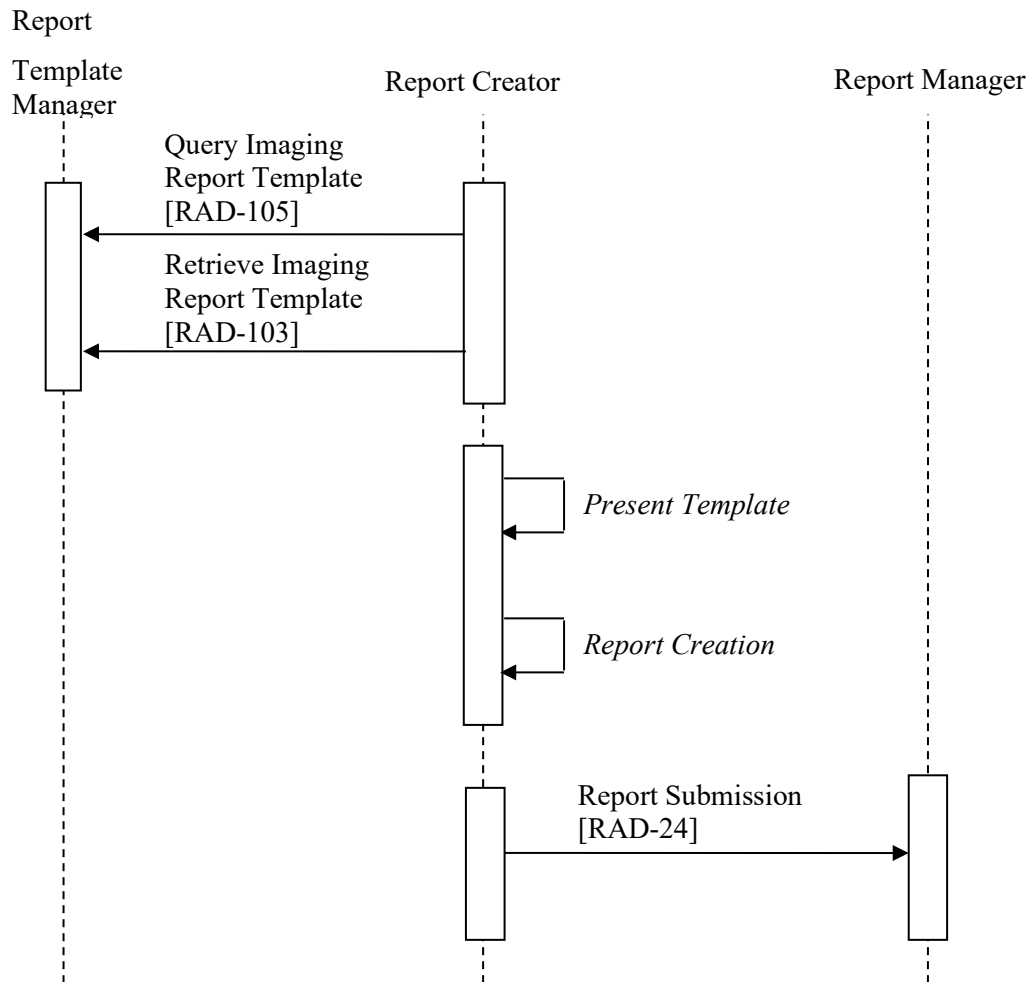 Report
Template
Manager
Report Creator
Report Manager
Query Imaging
Report Template
[RAD-105]
Retrieve Imaging
Report Template
[RAD-103]
Present Template
Report Creation
Report Submission
[RAD-24]